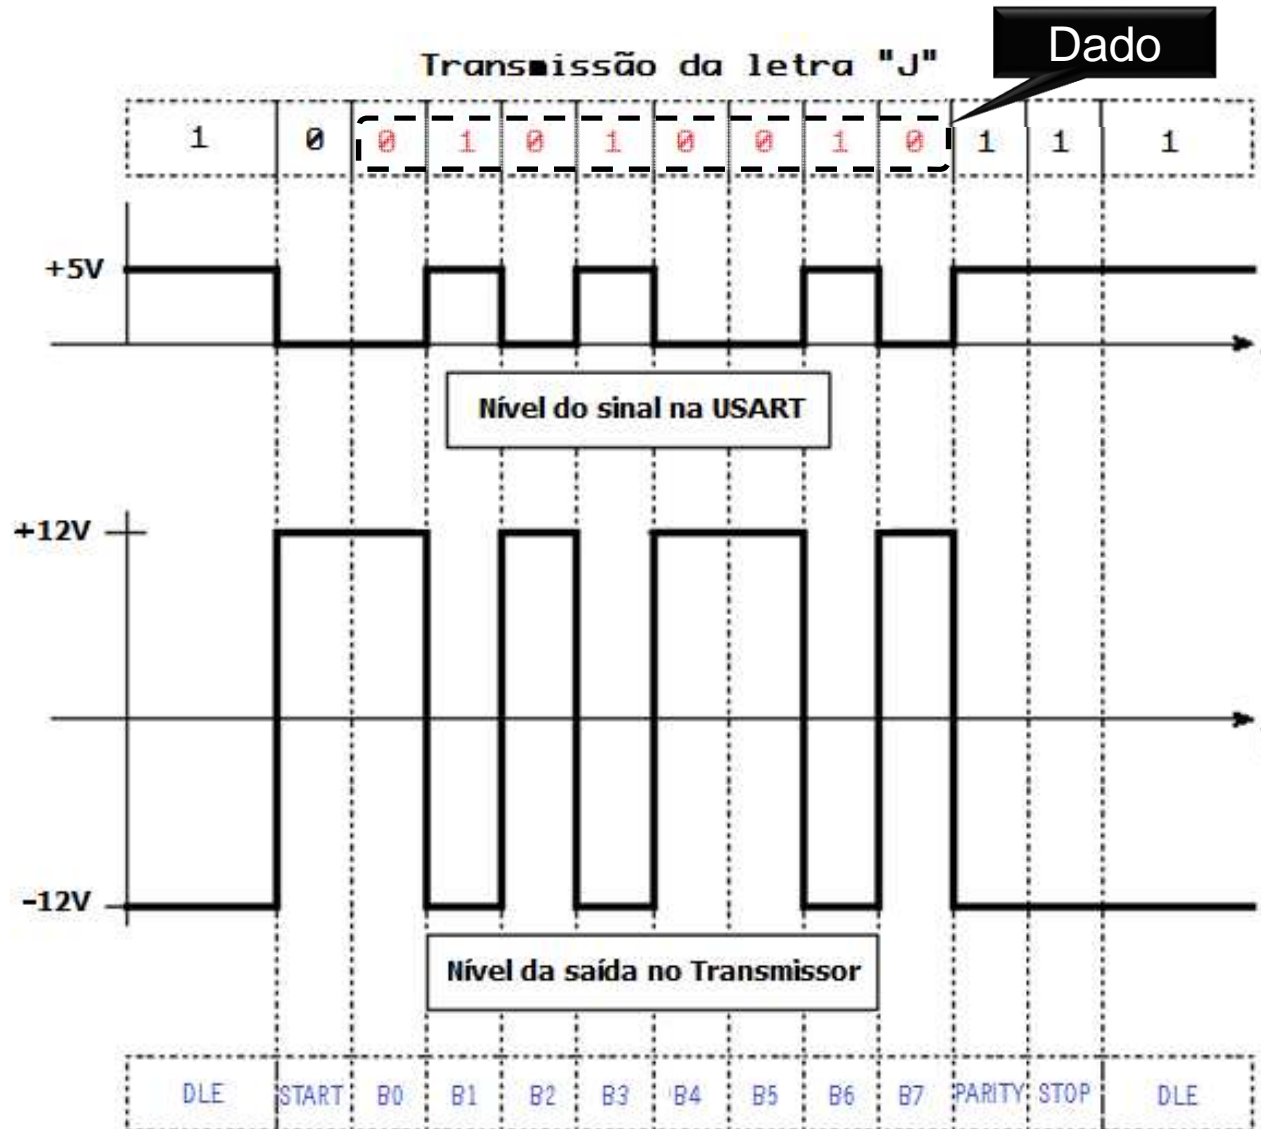 Dado
Transmissão da letra "J"
1 0 0 1 0 1 0 0 1 0 1 1 1
+5V
Nível do sinal na USART
+12V
-12V
Nível da saída no Transmissor
DLE START B0 B1 B2 B3 B4 B5 B6 B7 PARITY STOP DLE